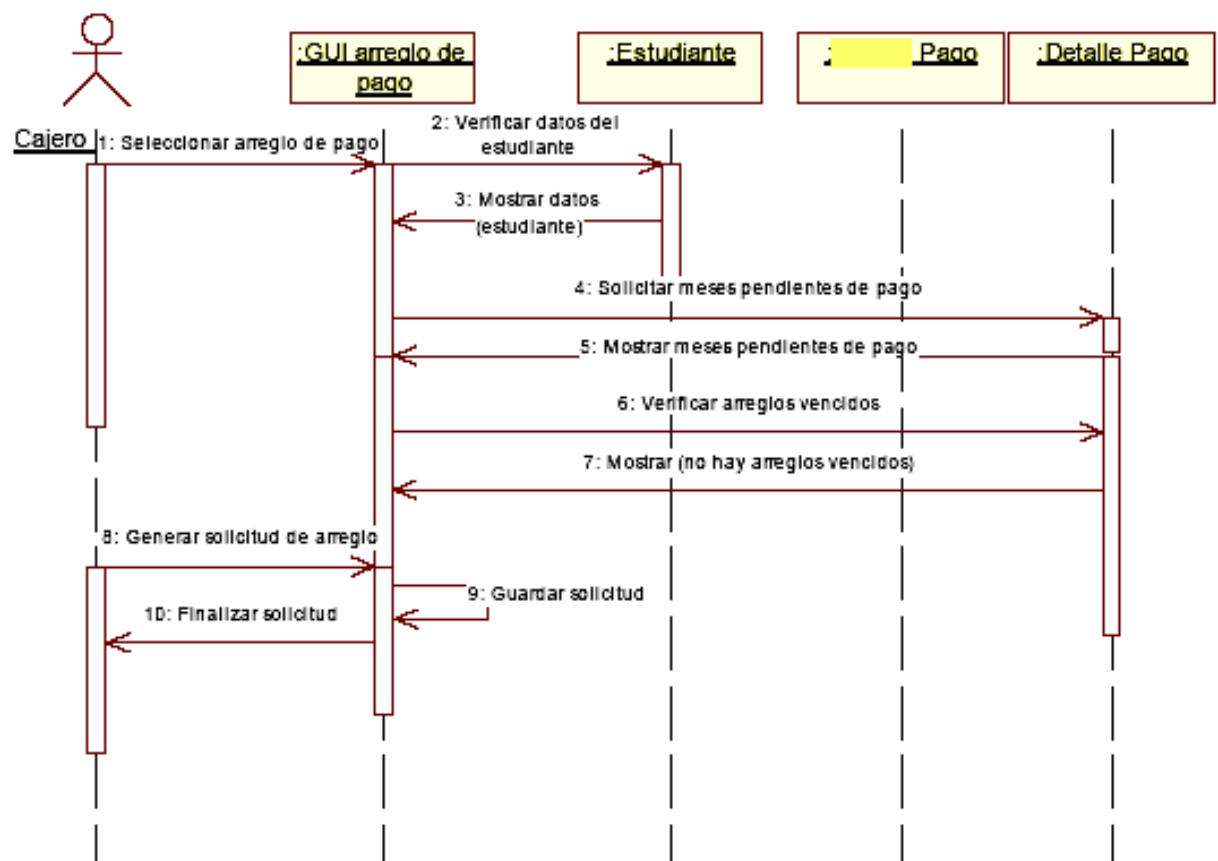 :GUI arreglo de
pago
:Estudiante
: Pago
:Detalle Pago
Cajero
1: Seleccionar arreglo de pago
2: Verificar datos del
estudiante
3: Mostrar datos
(estudiante)
4: Solicitar meses pendientes de pago
5: Mostrar meses pendientes de pago
6: Verificar arreglos vencidos
7: Mostrar (no hay arreglos vencidos)
8: Generar solicitud de arreglo
9: Guardar solicitud
10: Finalizar solicitud